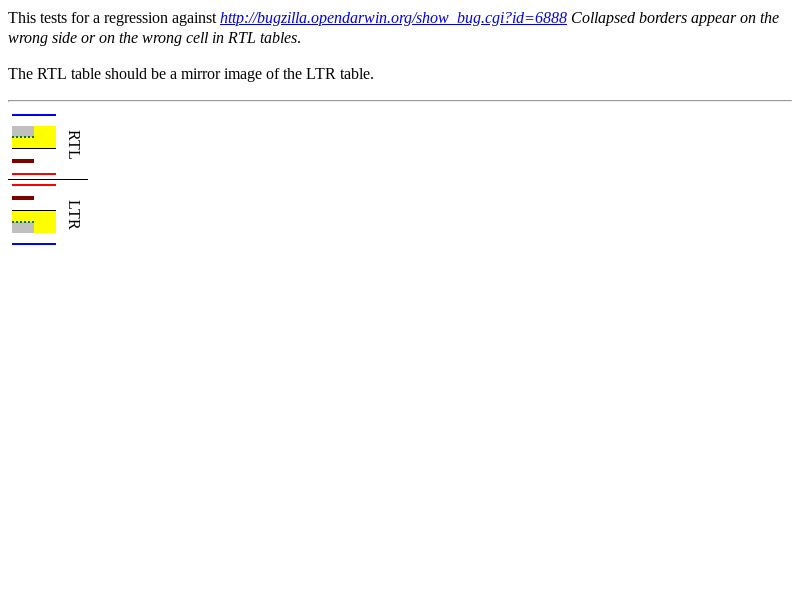 This tests for a regression against http://bugzilla.opendarwin.org/show_bug.cgi?id=6888 Collapsed borders appear on the
wrong side or on the wrong cell in RTL tables.
The RTL table should be a mirror image of the LTR table.
RTL
LTR